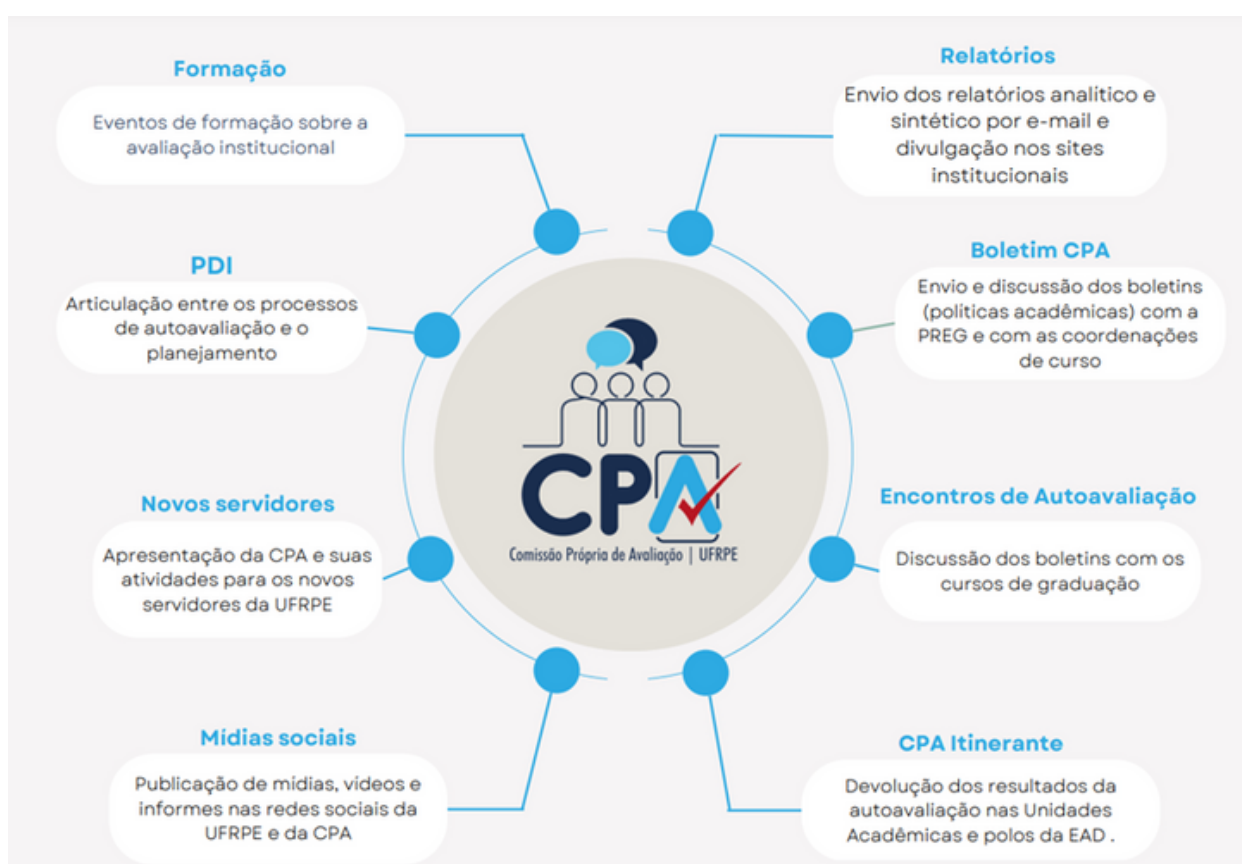 Formação
Eventos de formação sobre a
avaliação institucional
PDI
Articulação entre os processos
de autoavaliação e o
planejamento
Novos servidores
Apresentação da CPA e suas
atividades para os novos
servidores da UFRPE
Mídias sociais
Publicação de mídias, vídeos e
informes nas redes sociais da
UFRPE e da CPA
CPA
Comissão Própria de Avaliação | UFRPE
Relatórios
Envio dos relatórios analítico e
sintético por e-mail e
divulgação nos sites
institucionais
Boletim CPA
Envio e discussão dos boletins
(políticas acadêmicas) com a
PREG e com as coordenações
de curso
Encontros de Autoavaliação
Discussão dos boletins com os
cursos de graduação
CPA Itinerante
Devolução dos resultados da
autoavaliação nas Unidades
Acadêmicas e polos da EAD .